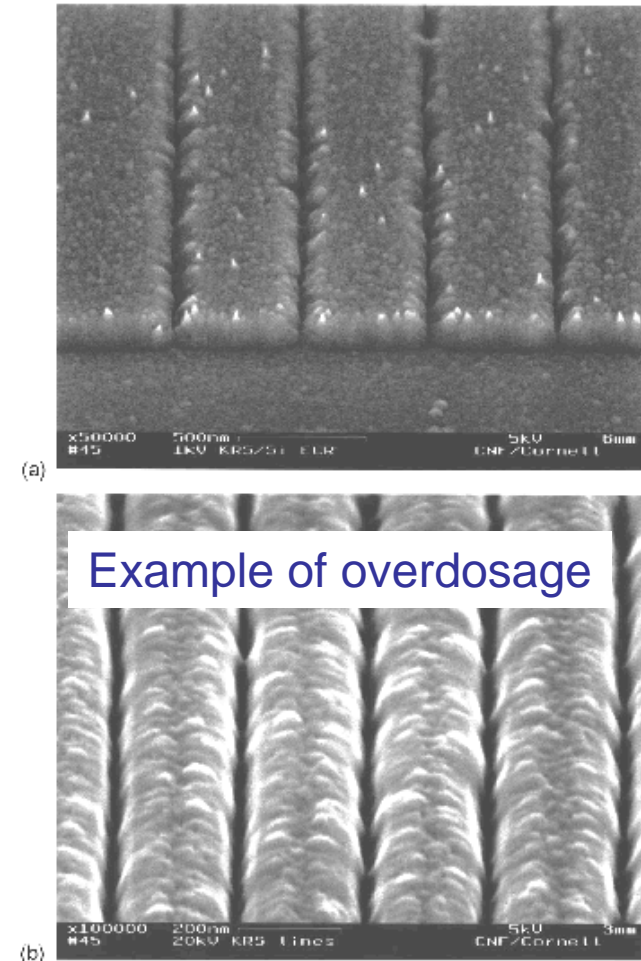 x50000 500nm 5kV 6mm
#45 1kV KRS/Si ECR CNF/Cornell
(a)
Example of overdosage
x100000 200nm 5kV 3mm
#45 20kV KRS lines CNF/Cornell
(b)